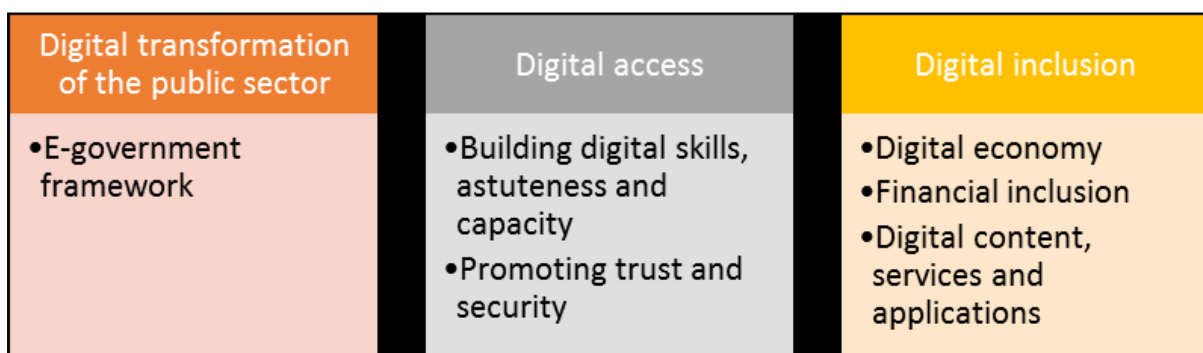 Digital transformation
of the public sector
•E-government
framework
Digital access
•Building digital skills,
astuteness and
capacity
•Promoting trust and
security
Digital inclusion
•Digital economy
•Financial inclusion
•Digital content,
services and
applications